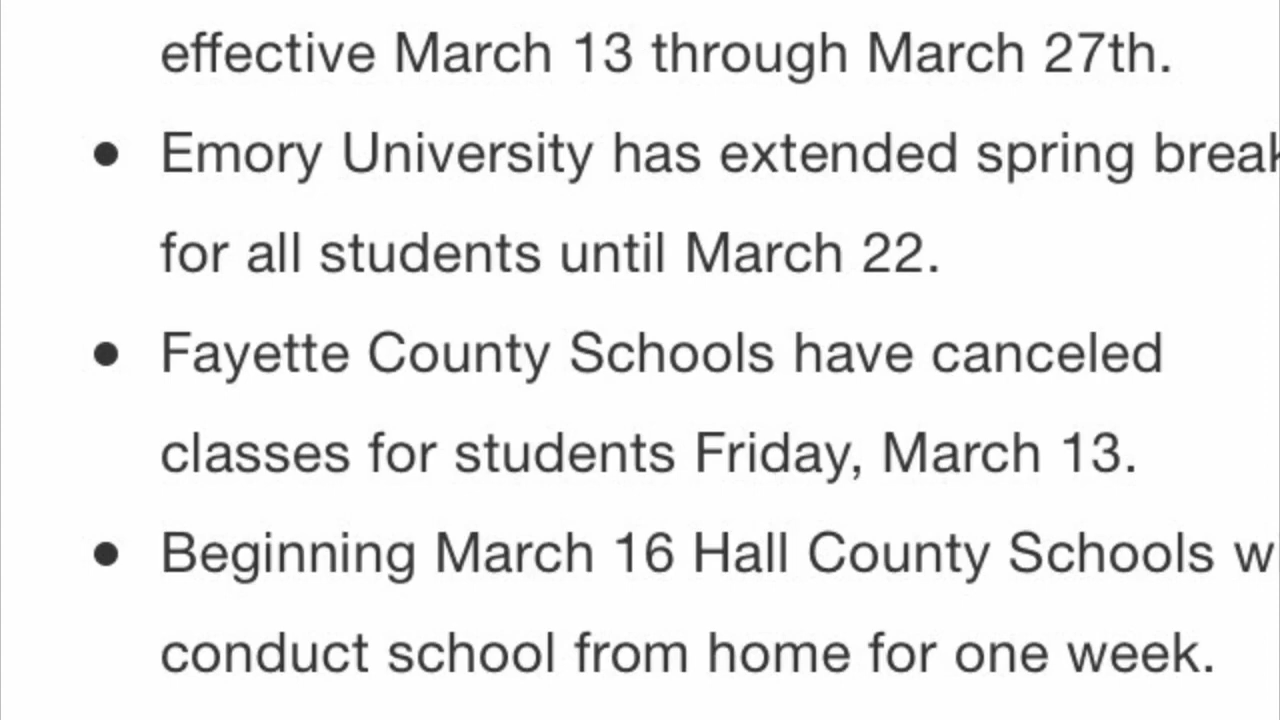 effective March 13 through March 27th.
• Emory University has extended spring break
for all students until March 22.
• Fayette County Schools have canceled
classes for students Friday, March 13.
• Beginning March 16 Hall County Schools
conduct school from home for one week.